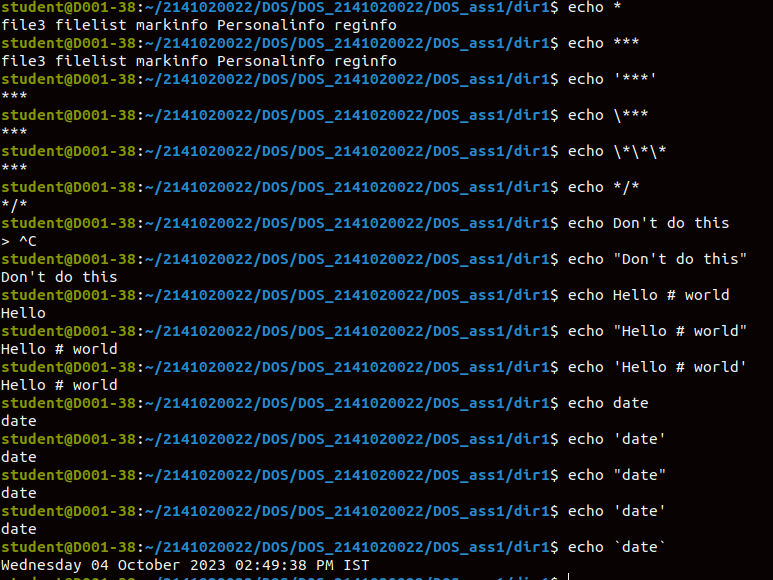 student@D001-38:~/2141020022/DOS/DOS_2141020022/DOS_ass1/dir1$ echo *
file3 filelist markinfo Personalinfo reginfo
student@D001-38:~/2141020022/DOS/DOS_2141020022/DOS_ass1/dir1$ echo ***
file3 filelist markinfo Personalinfo reginfo
student@D001-38:~/2141020022/DOS/DOS_2141020022/DOS_ass1/dir1$ echo '***'
***
student@D001-38:~/2141020022/DOS/DOS_2141020022/DOS_ass1/dir1$ echo \***
***
student@D001-38:~/2141020022/DOS/DOS_2141020022/DOS_ass1/dir1$ echo \*\*\*
***
student@D001-38:~/2141020022/DOS/DOS_2141020022/DOS_ass1/dir1$ echo */*
*/*
student@D001-38:~/2141020022/DOS/DOS_2141020022/DOS_ass1/dir1$ echo Don't do this
> ^C
student@D001-38:~/2141020022/DOS/DOS_2141020022/DOS_ass1/dir1$ echo "Don't do this"
Don't do this
student@D001-38:~/2141020022/DOS/DOS_2141020022/DOS_ass1/dir1$ echo Hello # world
Hello
student@D001-38:~/2141020022/DOS/DOS_2141020022/DOS_ass1/dir1$ echo "Hello # world"
Hello # world
student@D001-38:~/2141020022/DOS/DOS_2141020022/DOS_ass1/dir1$ echo 'Hello # world'
Hello # world
student@D001-38:~/2141020022/DOS/DOS_2141020022/DOS_ass1/dir1$ echo date
date
student@D001-38:~/2141020022/DOS/DOS_2141020022/DOS_ass1/dir1$ echo 'date'
date
student@D001-38:~/2141020022/DOS/DOS_2141020022/DOS_ass1/dir1$ echo "date"
date
student@D001-38:~/2141020022/DOS/DOS_2141020022/DOS_ass1/dir1$ echo 'date'
date
student@D001-38:~/2141020022/DOS/DOS_2141020022/DOS_ass1/dir1$ echo `date`
Wednesday 04 October 2023 02:49:38 PM IST
student@D001-38:~/2141020022/DOS/DOS_2141020022/DOS_ass1/dir1$